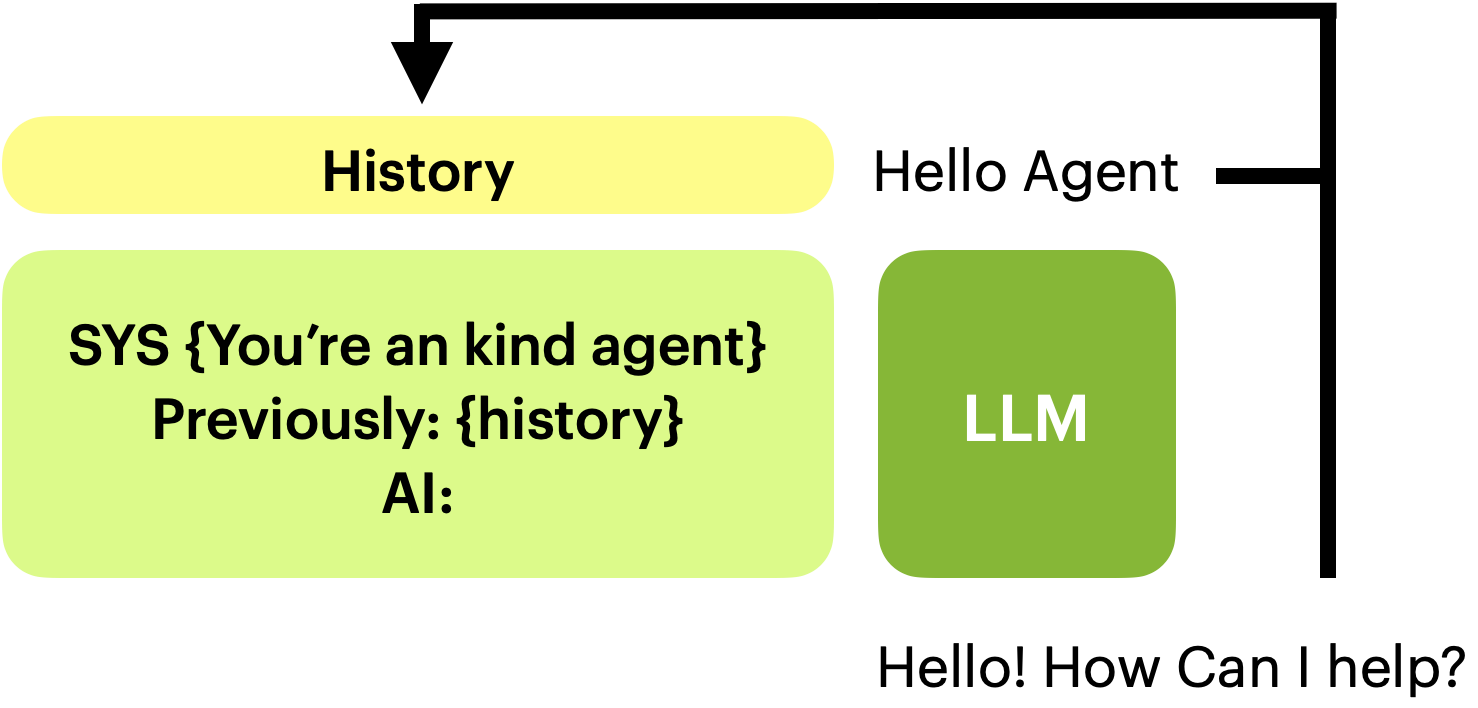 History
Hello Agent
SYS {You’re an kind agent}
Previously: {history}
AI:
LLM
Hello! How Can I help?